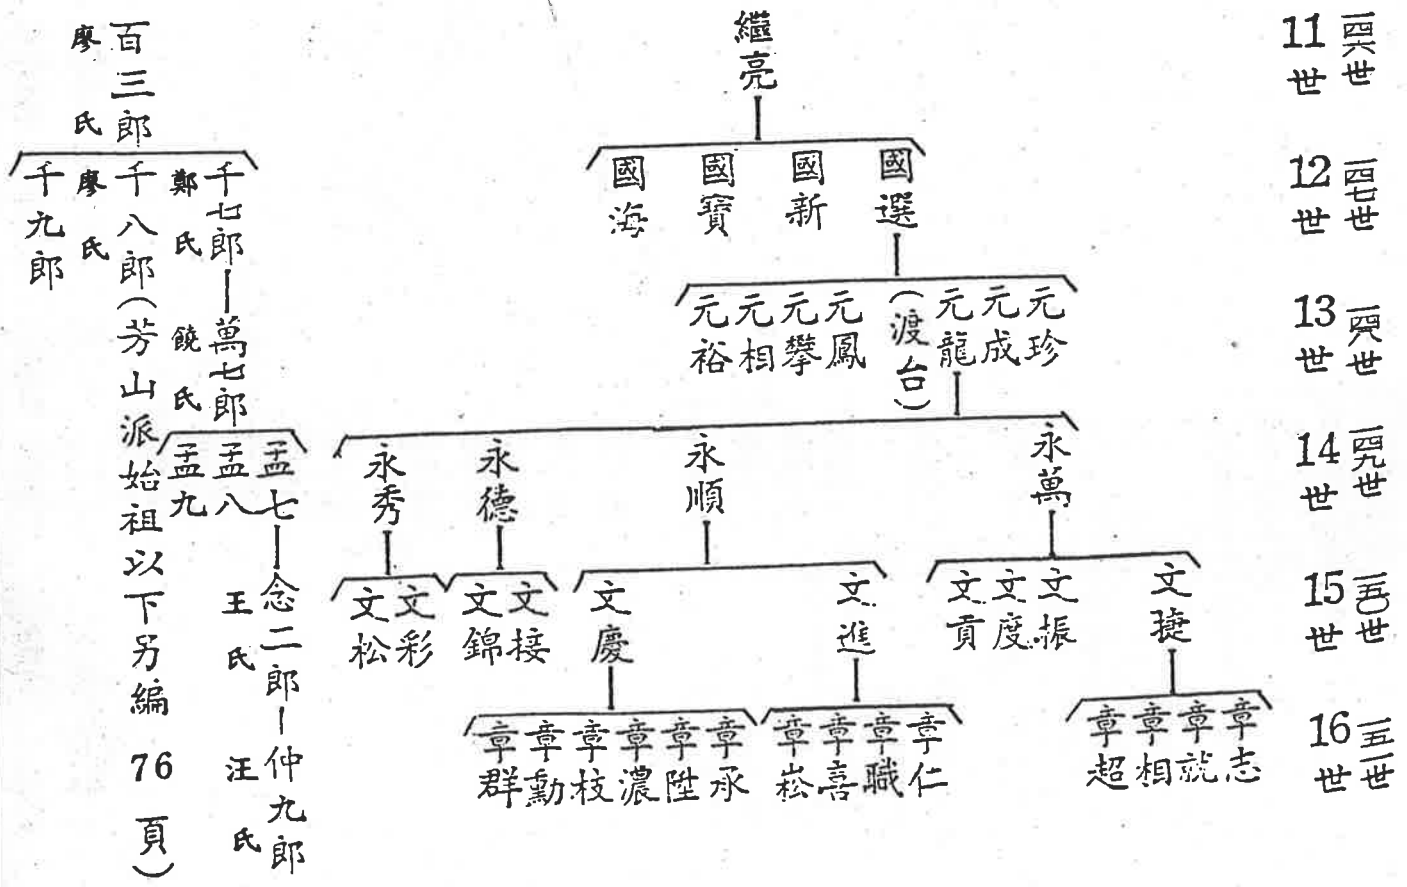 11世 一四六世
繼亮
12世 一四七世
國選
國新
國寶
國海
13世 一四八世
元珍
元成
元龍
(渡台)
元鳳
元攀
元相
元裕
14世 一四九世
永萬
永順
永德
永秀
15世 一五〇世
文捷
文振
文度
文貢
文進
文慶
文接
文錦
文彩
文松
16世 一五一世
章志
章就
章相
章超
章仁
章職
章喜
章崧
章承
章陞
章濃
章枝
章勳
章群
百三郎
廖氏
千七郎
鄭氏
萬七郎
饒氏
孟七
孟八
孟九
念二郎
王氏
仲九郎
汪氏
千八郎(芳山派始祖以下另編 76 頁)
廖氏
千九郎